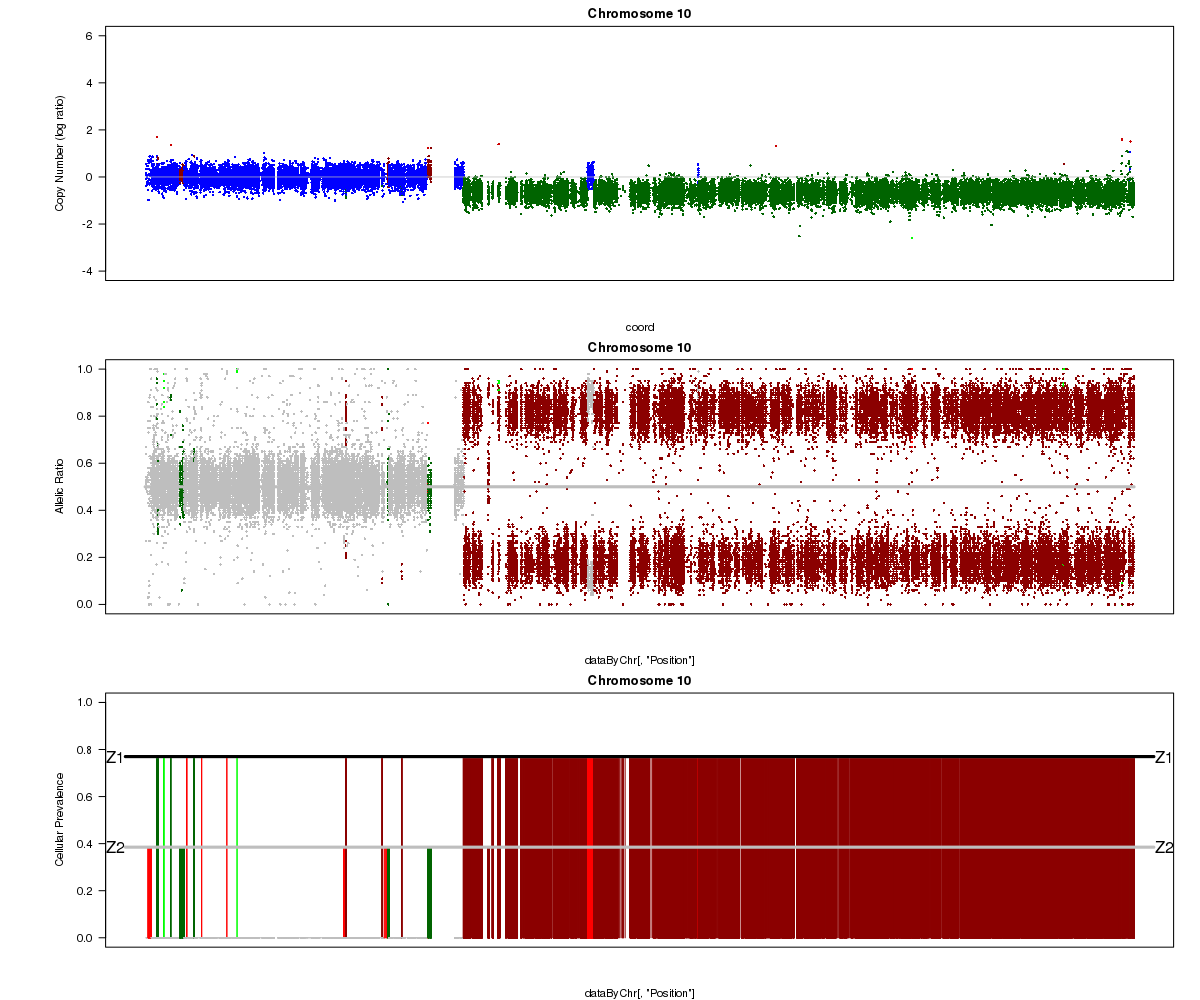 Chromosome 10
6
4
2
0
-2
-4
Copy Number (log ratio)
coord
Chromosome 10
1.0
0.8
0.6
0.4
0.2
0.0
Allelic Ratio
dataByChr[, "Position"]
Chromosome 10
1.0
0.8
0.6
0.4
0.2
0.0
Cellular Prevalence
Z1 Z1
Z2 Z2
dataByChr[, "Position"]